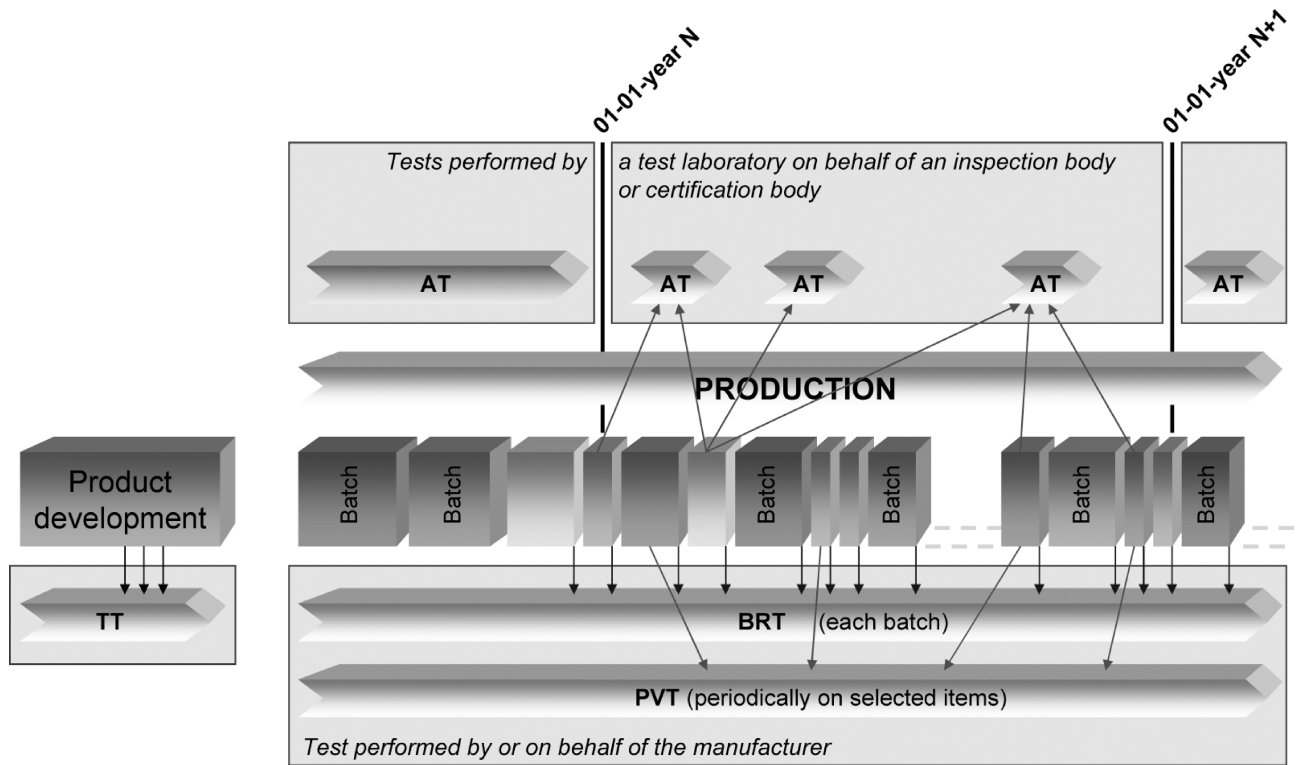 01-01-year N
01-01-year N+1
Tests performed by
a test laboratory on behalf of an inspection body
or certification body
AT
AT
AT
AT
AT
PRODUCTION
Product
development
Batch
Batch
Batch
Batch
Batch
Batch
TT
BRT (each batch)
PVT (periodically on selected items)
Test performed by or on behalf of the manufacturer